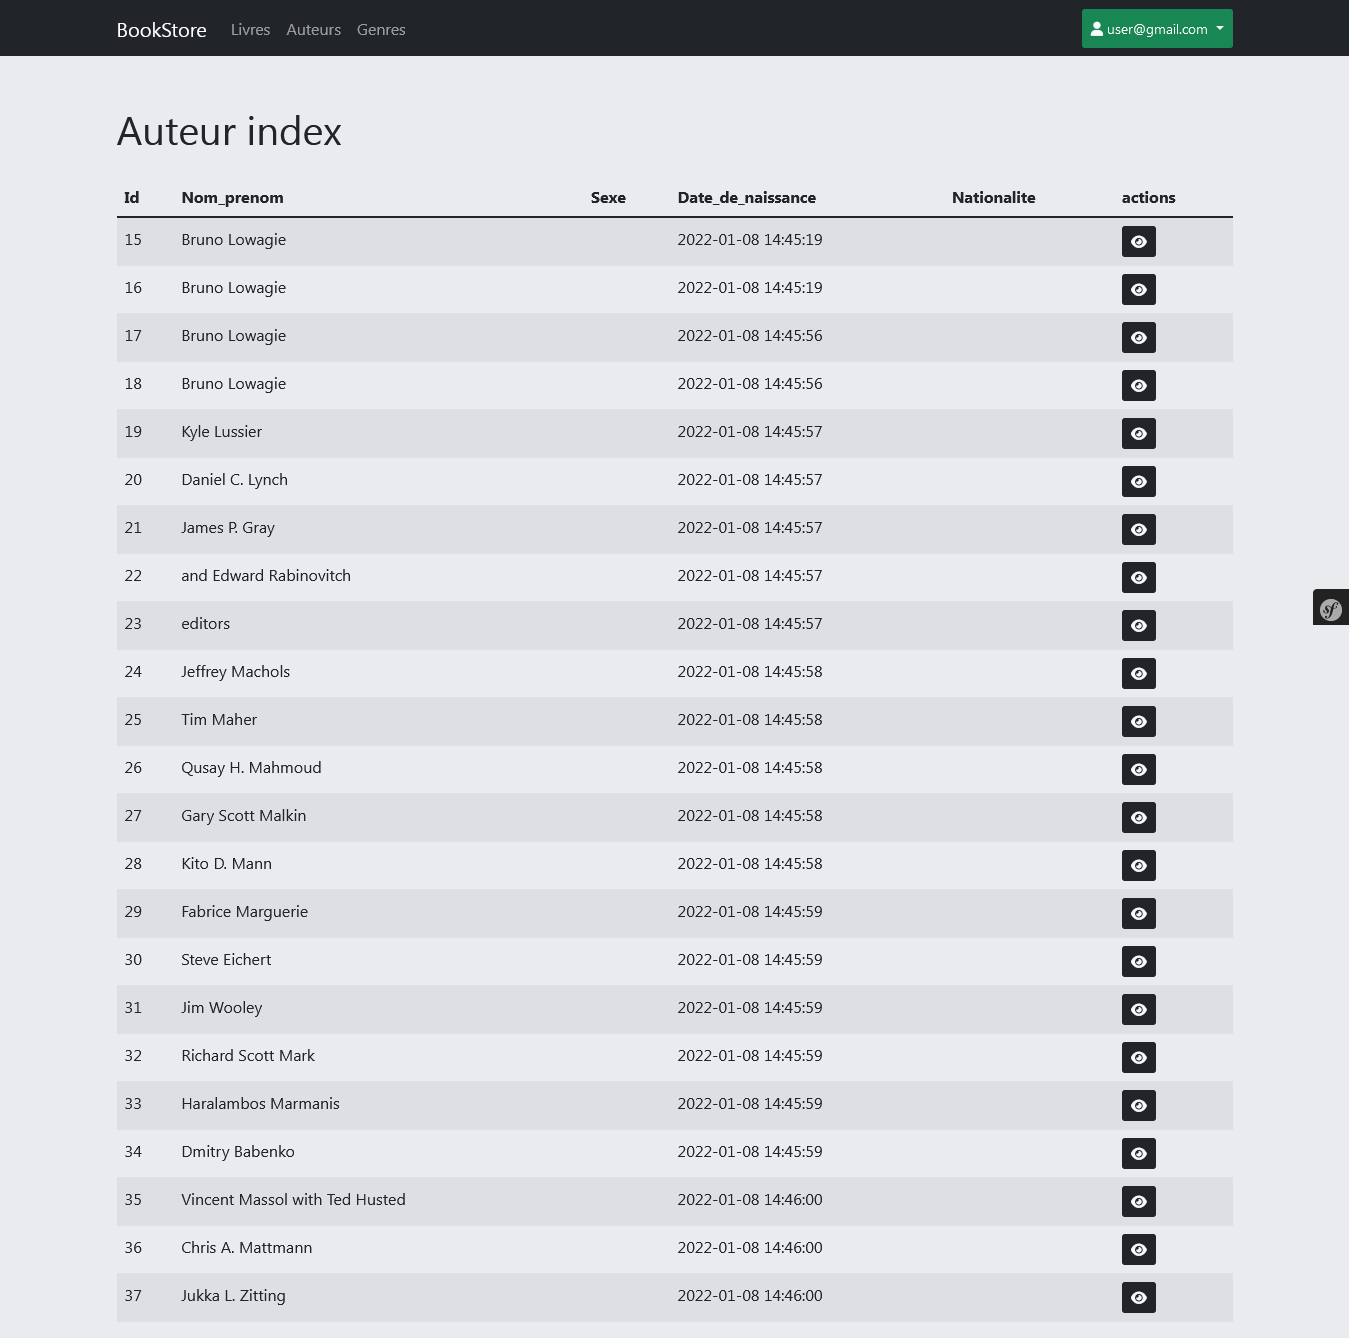 BookStore Livres Auteurs Genres user@gmail.com
Auteur index
Id Nom_prenom Sexe Date_de_naissance Nationalite actions
15 Bruno Lowagie 2022-01-08 14:45:19
16 Bruno Lowagie 2022-01-08 14:45:19
17 Bruno Lowagie 2022-01-08 14:45:56
18 Bruno Lowagie 2022-01-08 14:45:56
19 Kyle Lussier 2022-01-08 14:45:57
20 Daniel C. Lynch 2022-01-08 14:45:57
21 James P. Gray 2022-01-08 14:45:57
22 and Edward Rabinovitch 2022-01-08 14:45:57
23 editors 2022-01-08 14:45:57
24 Jeffrey Machols 2022-01-08 14:45:58
25 Tim Maher 2022-01-08 14:45:58
26 Qusay H. Mahmoud 2022-01-08 14:45:58
27 Gary Scott Malkin 2022-01-08 14:45:58
28 Kito D. Mann 2022-01-08 14:45:58
29 Fabrice Marguerie 2022-01-08 14:45:59
30 Steve Eichert 2022-01-08 14:45:59
31 Jim Wooley 2022-01-08 14:45:59
32 Richard Scott Mark 2022-01-08 14:45:59
33 Haralambos Marmanis 2022-01-08 14:45:59
34 Dmitry Babenko 2022-01-08 14:45:59
35 Vincent Massol with Ted Husted 2022-01-08 14:46:00
36 Chris A. Mattmann 2022-01-08 14:46:00
37 Jukka L. Zitting 2022-01-08 14:46:00
sf